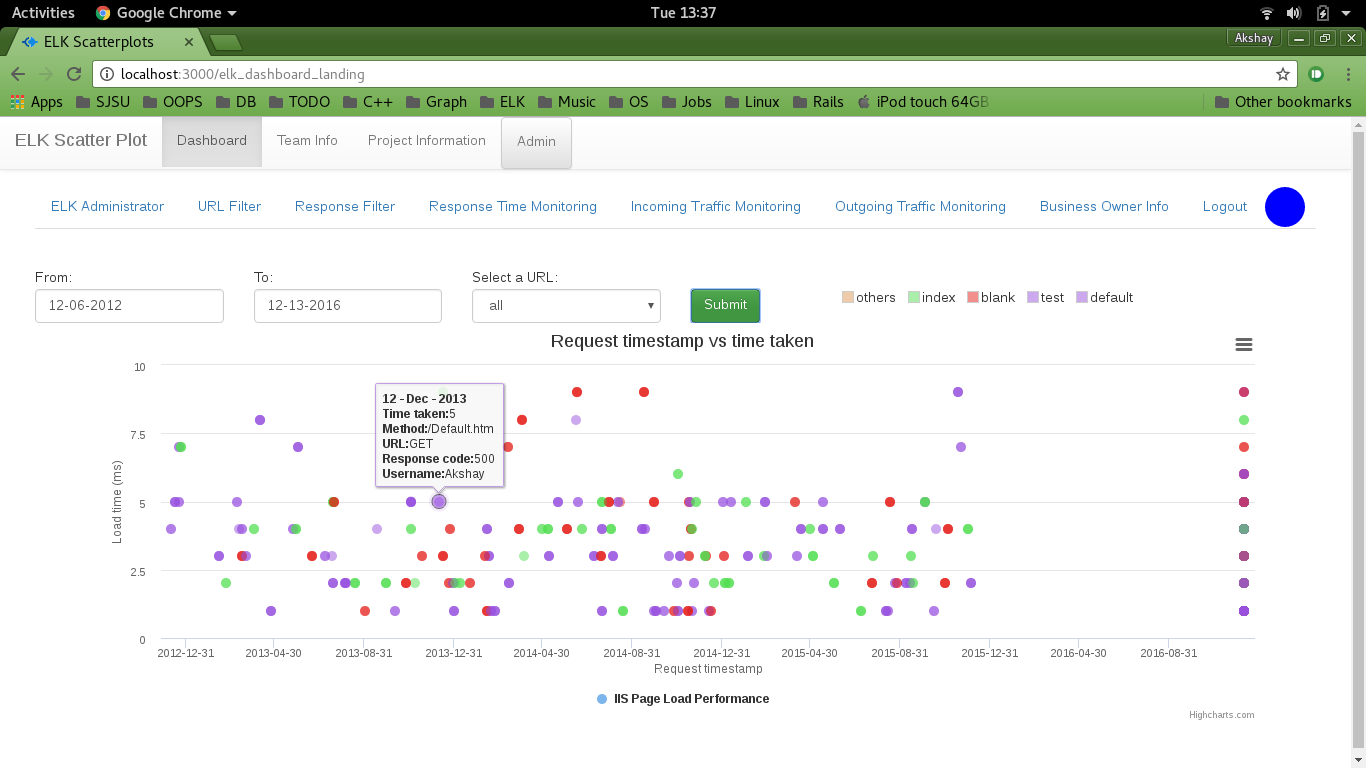 Activities Google Chrome Tue 13:37
ELK Scatterplots Akshay
localhost:3000/elk_dashboard_landing
Apps SJSU OOPS DB TODO C++ Graph ELK Music OS Jobs Linux Rails iPod touch 64GB Other bookmarks
ELK Scatter Plot Dashboard Team Info Project Information Admin
ELK Administrator URL Filter Response Filter Response Time Monitoring Incoming Traffic Monitoring Outgoing Traffic Monitoring Business Owner Info Logout
From: To: Select a URL:
12-06-2012 12-13-2016 all Submit others index blank test default
Request timestamp vs time taken
10
7.5
5
2.5
0
Load time (ms)
12 - Dec - 2013
Time taken:5
Method:/Default.htm
URL:GET
Response code:500
Username:Akshay
2012-12-31 2013-04-30 2013-08-31 2013-12-31 2014-04-30 2014-08-31 2014-12-31 2015-04-30 2015-08-31 2015-12-31 2016-04-30 2016-08-31
Request timestamp
IIS Page Load Performance
Highcharts.com